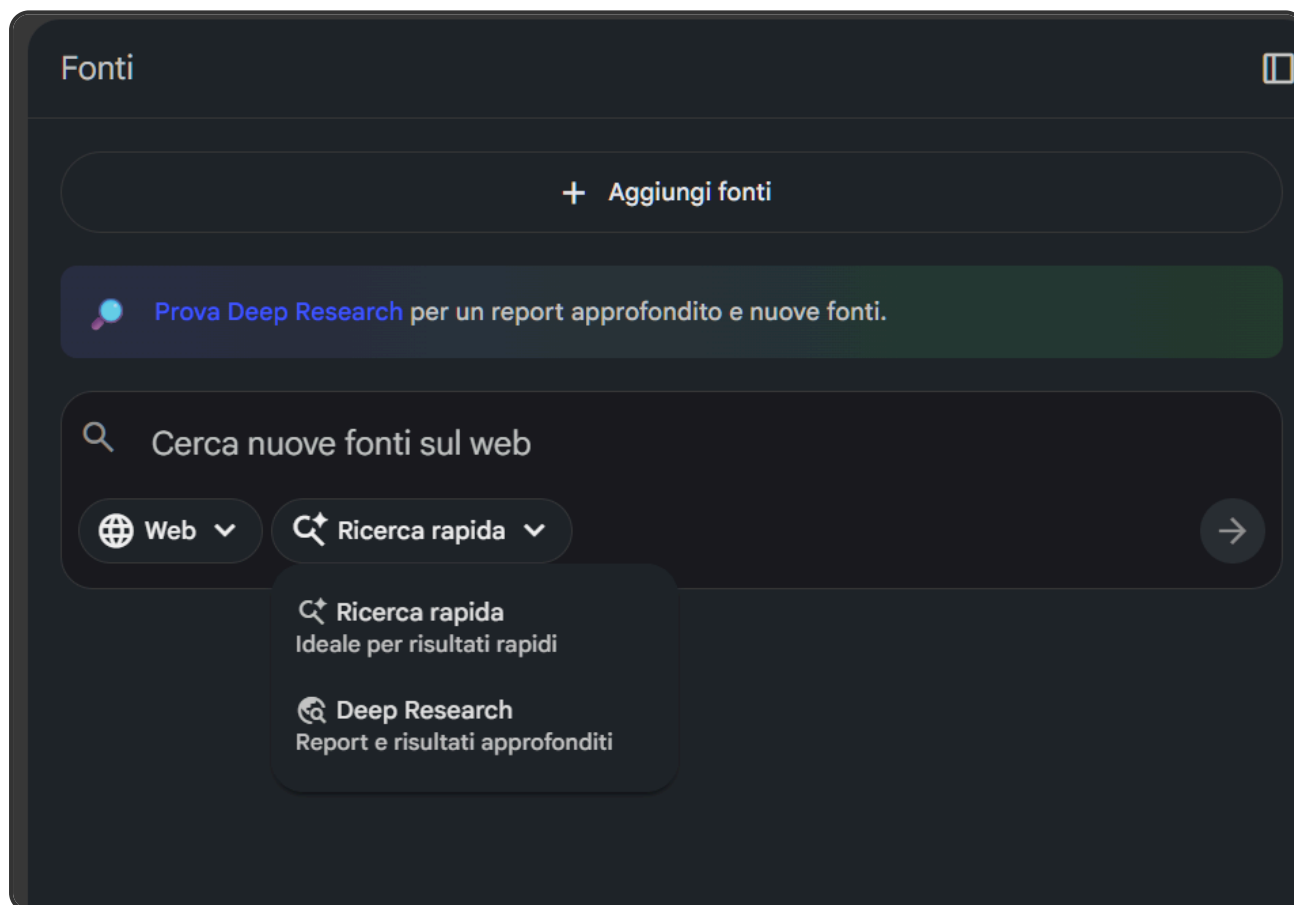 Fonti
Aggiungi fonti
Prova Deep Research per un report approfondito e nuove fonti.
Cerca nuove fonti sul web
Web
Ricerca rapida
Ricerca rapida
Ideale per risultati rapidi
Deep Research
Report e risultati approfonditi